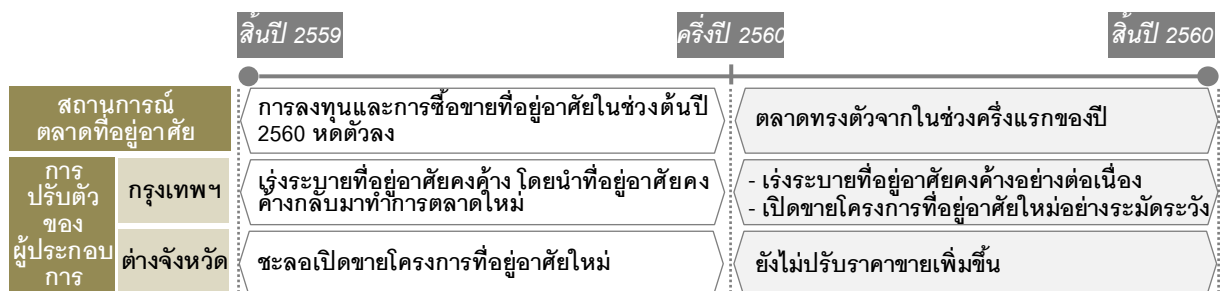 สิ้นปี 2559
ครึ่งปี 2560
สิ้นปี 2560
สถานการณ์
ตลาดที่อยู่อาศัย
การลงทุนและการซื้อขายที่อยู่อาศัยในช่วงต้นปี
2560 หดตัวลง
ตลาดทรงตัวจากในช่วงครึ่งแรกของปี
การ
ปรับตัว
ของ
ผู้ประกอบ
การ
กรุงเทพฯ
เร่งระบายที่อยู่อาศัยคงค้าง โดยนำที่อยู่อาศัยคง
ค้างกลับมาทำการตลาดใหม่
- เร่งระบายที่อยู่อาศัยคงค้างอย่างต่อเนื่อง
- เปิดขายโครงการที่อยู่อาศัยใหม่อย่างระมัดระวัง
ต่างจังหวัด
ชะลอเปิดขายโครงการที่อยู่อาศัยใหม่
ยังไม่ปรับราคาขายเพิ่มขึ้น